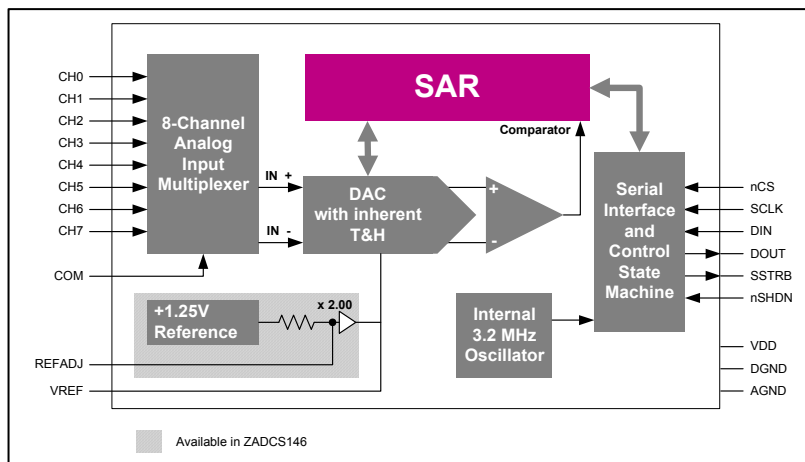 CH0
CH1
CH2
CH3
CH4
CH5
CH6
CH7
COM
REFADJ
VREF
8-Channel
Analog
Input
Multiplexer
IN +
IN -
SAR
Comparator
DAC
with inherent
T&H
+
-
+1.25V
Reference
x 2.00
Internal
3.2 MHz
Oscillator
Serial
Interface
and
Control
State
Machine
nCS
SCLK
DIN
DOUT
SSTRB
nSHDN
VDD
DGND
AGND
Available in ZADCS146